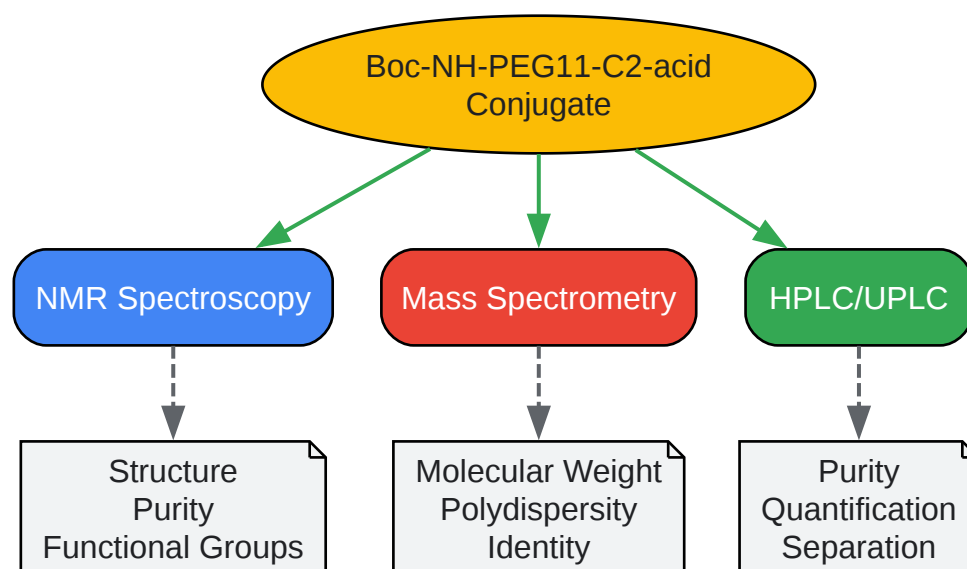 Boc-NH-PEG11-C2-acid
Conjugate
NMR Spectroscopy
Mass Spectrometry
HPLC/UPLC
Structure
Purity
Functional Groups
Molecular Weight
Polydispersity
Identity
Purity
Quantification
Separation